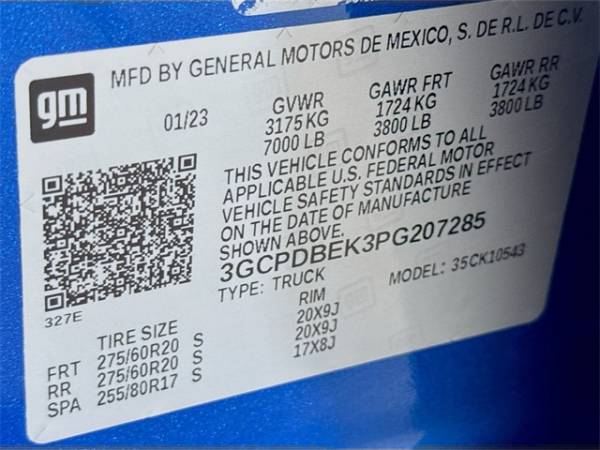 gm
MFD BY GENERAL MOTORS DE MEXICO, S. DE R.L. DE C.V.
01/23
GVWR
3175 KG
7000 LB
GAWR FRT
1724 KG
3800 LB
GAWR RR
1724 KG
3800 LB
THIS VEHICLE CONFORMS TO ALL
APPLICABLE U.S. FEDERAL MOTOR
VEHICLE SAFETY STANDARDS IN EFFECT
ON THE DATE OF MANUFACTURE
SHOWN ABOVE.
3GCPDBEK3PG207285
TYPE: TRUCK MODEL: 35CK10543
327E
TIRE SIZE RIM
FRT 275/60R20 S 20X9J
RR 275/60R20 S 20X9J
SPA 255/80R17 S 17X8J